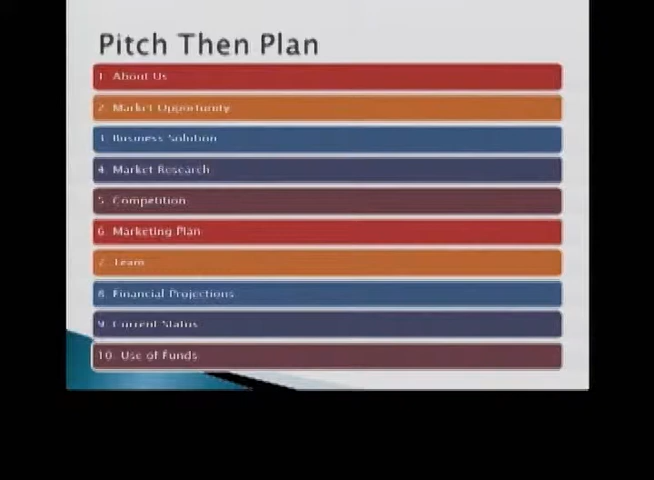 Pitch Then Plan
1. About Us
2. Market Opportunity
3. Business Solution
4. Market Research
5. Competition
6. Marketing Plan
7. Team
8. Financial Projections
9. Current Status
10. Use of Funds